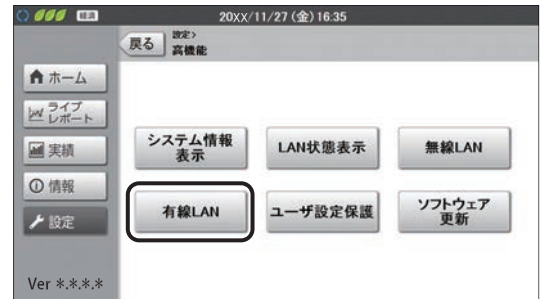 経済
20XX/11/27 (金) 16:35
戻る
設定>
高機能
ホーム
ライブ
レポート
実績
情報
設定
システム情報
表示
LAN状態表示
無線LAN
有線LAN
ユーザ設定保護
ソフトウェア
更新
Ver *.*.*.*